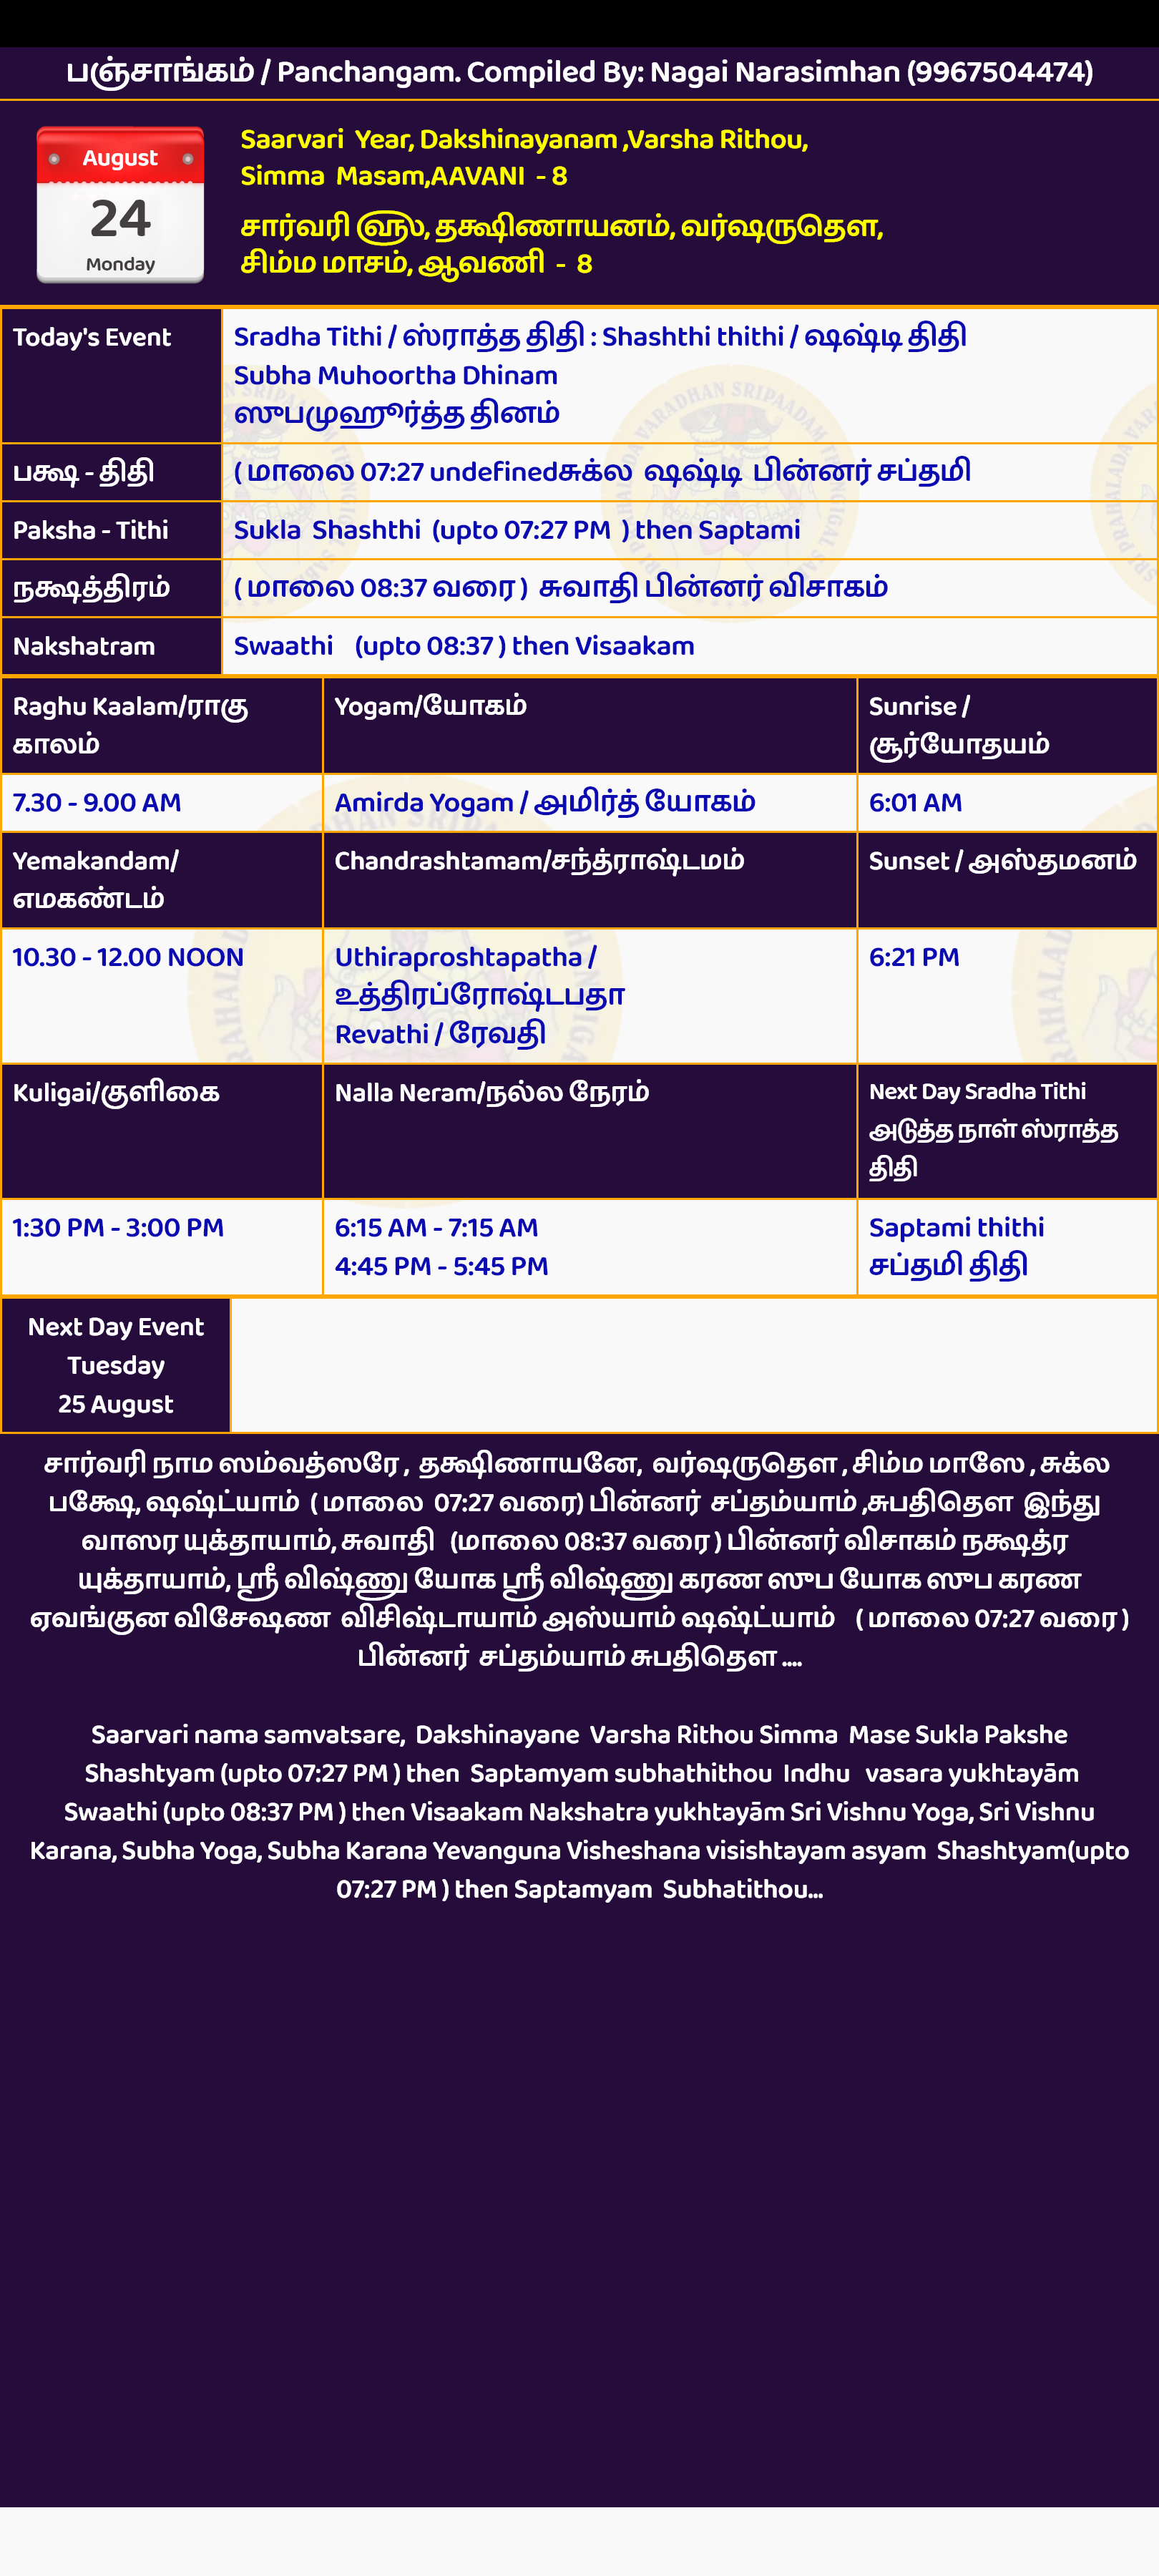 பஞ்சாங்கம் / Panchangam. Compiled By: Nagai Narasimhan (9967504474)
August
24
Monday
Saarvari Year, Dakshinayanam ,Varsha Rithou,
Simma Masam,AAVANI - 8
சார்வரி ௵, தக்ஷிணாயனம், வர்ஷருதௌ,
சிம்ம மாசம், ஆவணி - 8
Today's Event
Sradha Tithi / ஸ்ராத்த திதி : Shashthi thithi / ஷஷ்டி திதி
Subha Muhoortha Dhinam
ஸுபமுஹூர்த்த தினம்
பக்ஷ - திதி
( மாலை 07:27 undefinedசுக்ல ஷஷ்டி பின்னர் சப்தமி
Paksha - Tithi
Sukla Shashthi (upto 07:27 PM ) then Saptami
நக்ஷத்திரம்
( மாலை 08:37 வரை ) சுவாதி பின்னர் விசாகம்
Nakshatram
Swaathi (upto 08:37 ) then Visaakam
Raghu Kaalam/ராகு
காலம்
Yogam/யோகம்
Sunrise /
சூர்யோதயம்
7.30 - 9.00 AM
Amirda Yogam / அமிர்த் யோகம்
6:01 AM
Yemakandam/
எமகண்டம்
Chandrashtamam/சந்த்ராஷ்டமம்
Sunset / அஸ்தமனம்
10.30 - 12.00 NOON
Uthiraproshtapatha /
உத்திரப்ரோஷ்டபதா
Revathi / ரேவதி
6:21 PM
Kuligai/குளிகை
Nalla Neram/நல்ல நேரம்
Next Day Sradha Tithi
அடுத்த நாள் ஸ்ராத்த
திதி
1:30 PM - 3:00 PM
6:15 AM - 7:15 AM
4:45 PM - 5:45 PM
Saptami thithi
சப்தமி திதி
Next Day Event
Tuesday
25 August
சார்வரி நாம ஸம்வத்ஸரே , தக்ஷிணாயனே, வர்ஷருதௌ , சிம்ம மாஸே , சுக்ல
பக்ஷே, ஷஷ்ட்யாம் ( மாலை 07:27 வரை) பின்னர் சப்தம்யாம் ,சுபதிதௌ இந்து
வாஸர யுக்தாயாம், சுவாதி (மாலை 08:37 வரை ) பின்னர் விசாகம் நக்ஷத்ர
யுக்தாயாம், ஸ்ரீ விஷ்ணு யோக ஸ்ரீ விஷ்ணு கரண ஸுப யோக ஸுப கரண
ஏவங்குன விசேஷண விசிஷ்டாயாம் அஸ்யாம் ஷஷ்ட்யாம் ( மாலை 07:27 வரை )
பின்னர் சப்தம்யாம் சுபதிதௌ ....
Saarvari nama samvatsare, Dakshinayane Varsha Rithou Simma Mase Sukla Pakshe
Shashtyam (upto 07:27 PM ) then Saptamyam subhathithou Indhu vasara yukhtayām
Swaathi (upto 08:37 PM ) then Visaakam Nakshatra yukhtayām Sri Vishnu Yoga, Sri Vishnu
Karana, Subha Yoga, Subha Karana Yevanguna Visheshana visishtayam asyam Shashtyam(upto
07:27 PM ) then Saptamyam Subhatithou...